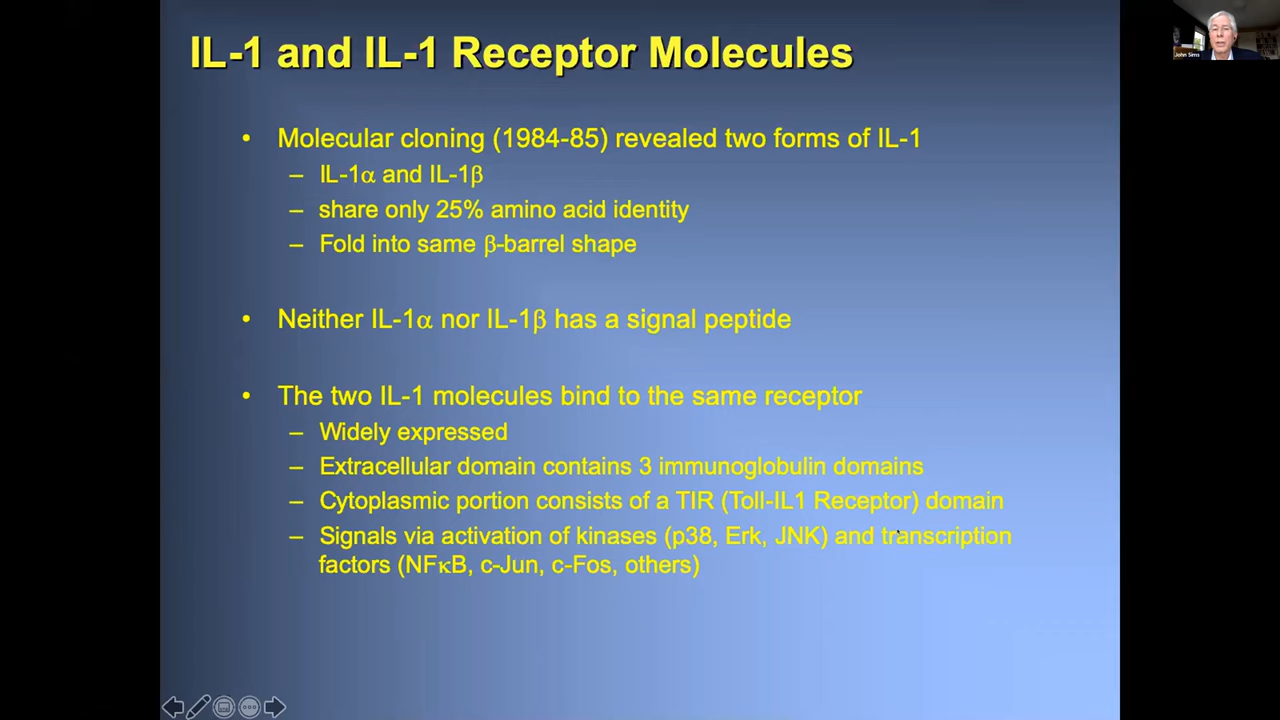 IL-1 and IL-1 Receptor Molecules
John Sims
• Molecular cloning (1984-85) revealed two forms of IL-1
– IL-1α and IL-1β
– share only 25% amino acid identity
– Fold into same β-barrel shape
• Neither IL-1α nor IL-1β has a signal peptide
• The two IL-1 molecules bind to the same receptor
– Widely expressed
– Extracellular domain contains 3 immunoglobulin domains
– Cytoplasmic portion consists of a TIR (Toll-IL1 Receptor) domain
– Signals via activation of kinases (p38, Erk, JNK) and transcription
factors (NFκB, c-Jun, c-Fos, others)